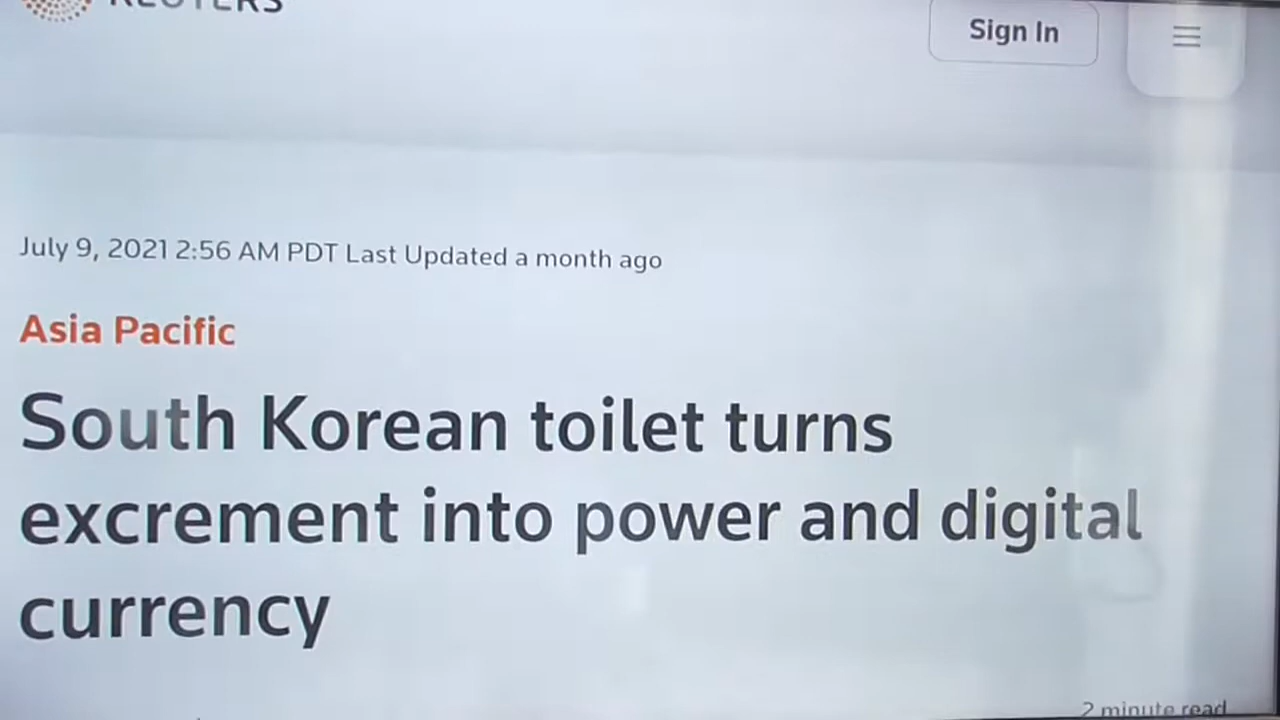 REUTERS
Sign In
July 9, 2021 2:56 AM PDT Last Updated a month ago
Asia Pacific
South Korean toilet turns
excrement into power and digital
currency
2 minute read